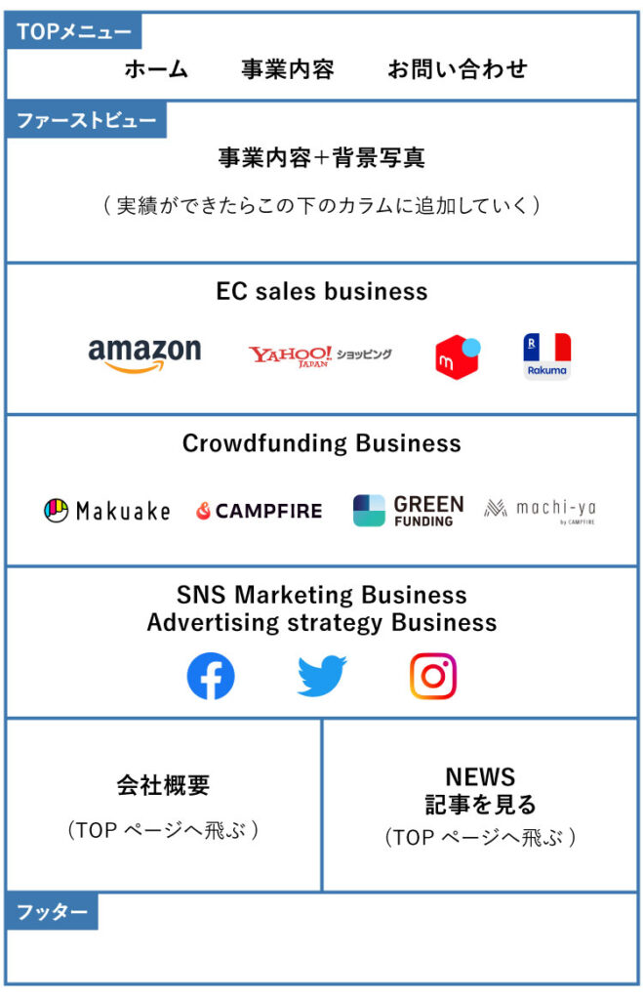 TOPメニュー
ホーム 事業内容 お問い合わせ
ファーストビュー
事業内容＋背景写真
( 実績ができたらこの下のカラムに追加していく )
EC sales business
amazon YAHOO! JAPAN ショッピング m R Rakuma
Crowdfunding Business
Makuake CAMPFIRE GREEN FUNDING machi-ya by CAMPFIRE
SNS Marketing Business
Advertising strategy Business
f
会社概要
(TOP ページへ飛ぶ )
NEWS
記事を見る
(TOP ページへ飛ぶ )
フッター